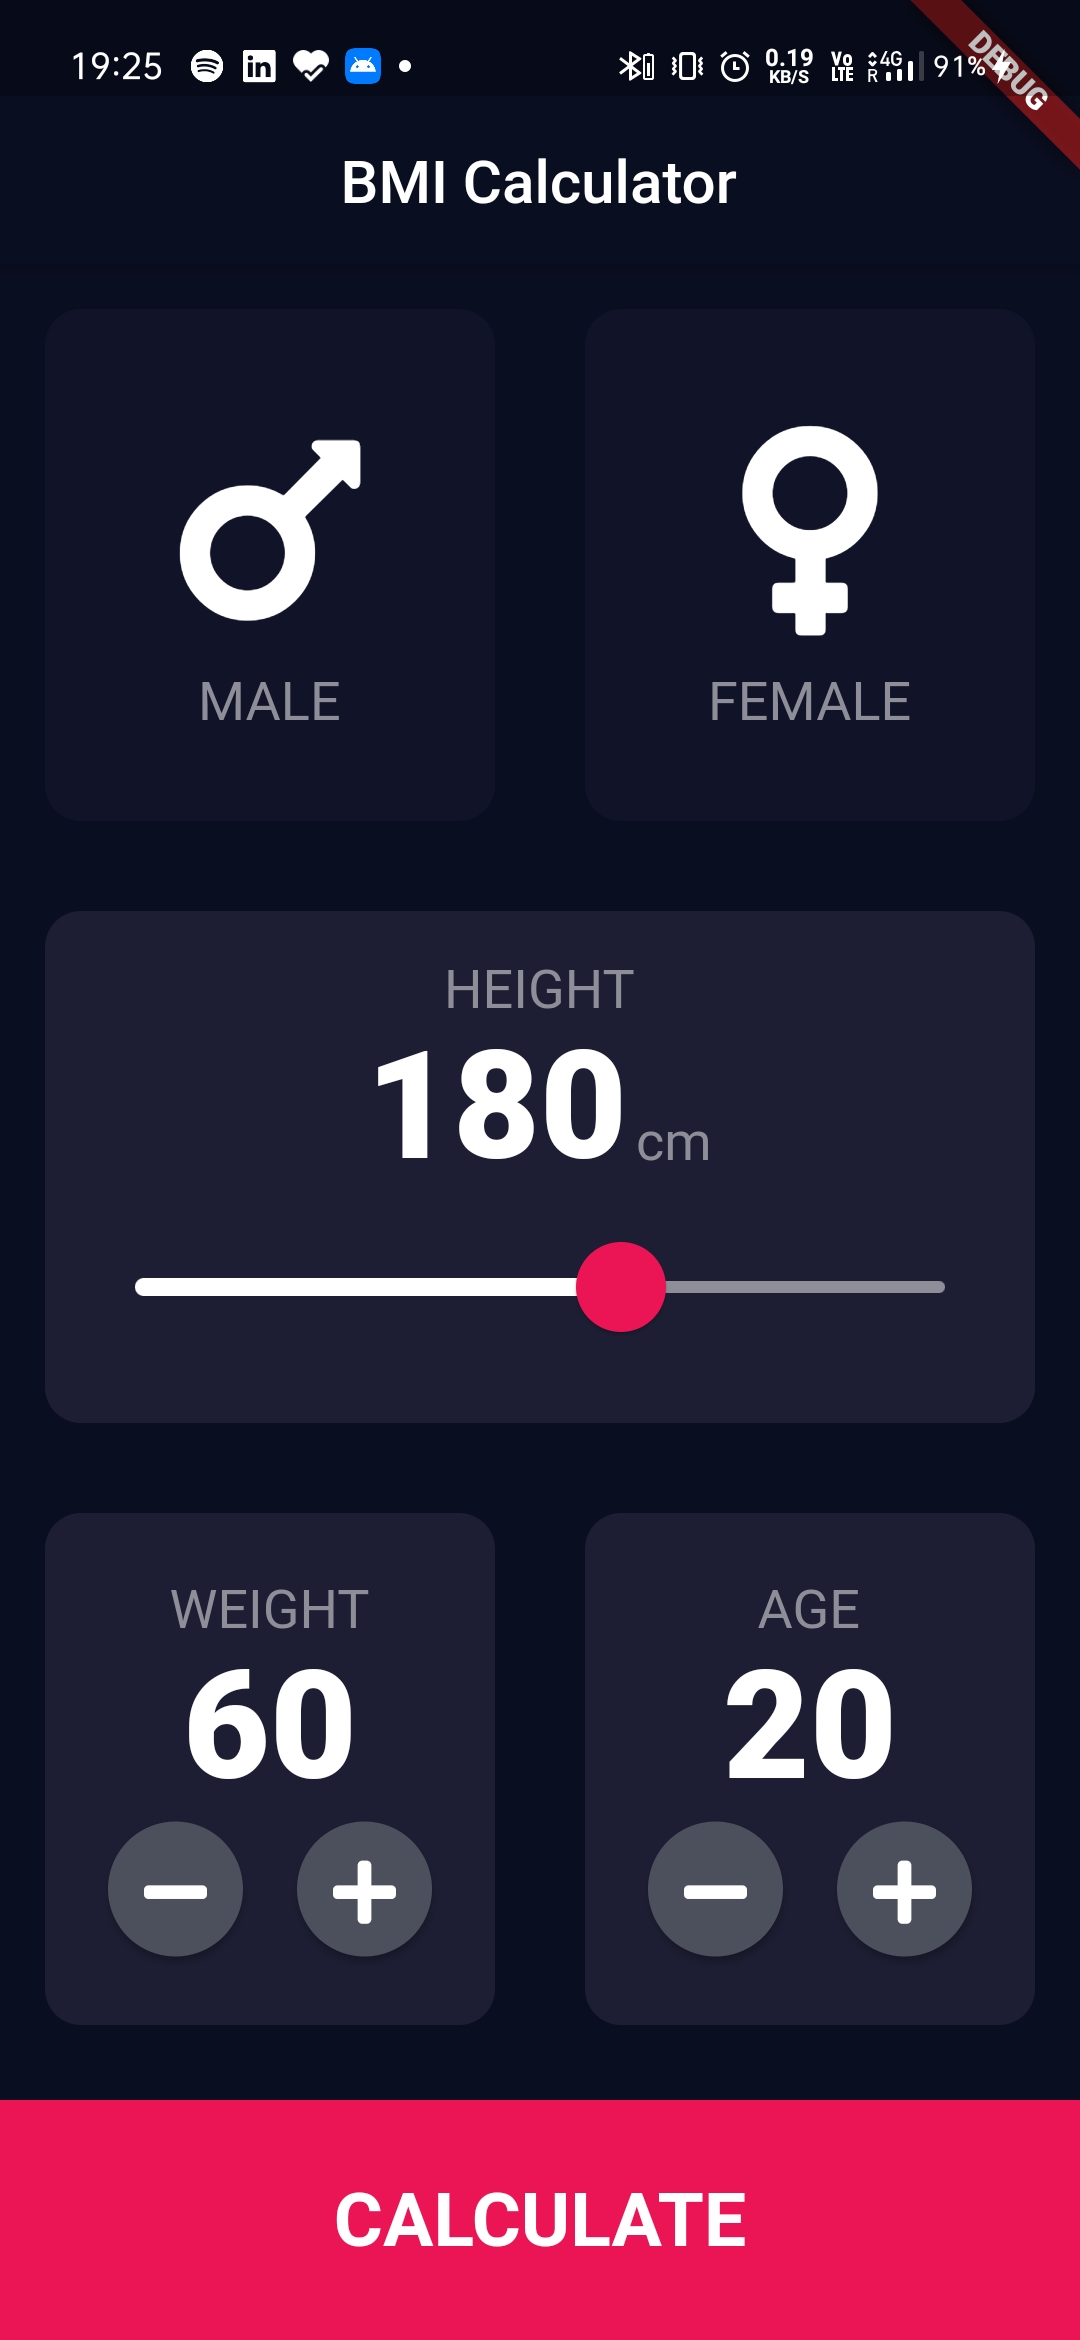 19:25 in 0.19 KB/S Vo LTE 4G R 91%
DEBUG
BMI Calculator
MALE FEMALE
HEIGHT
180 cm
WEIGHT AGE
60 20
CALCULATE